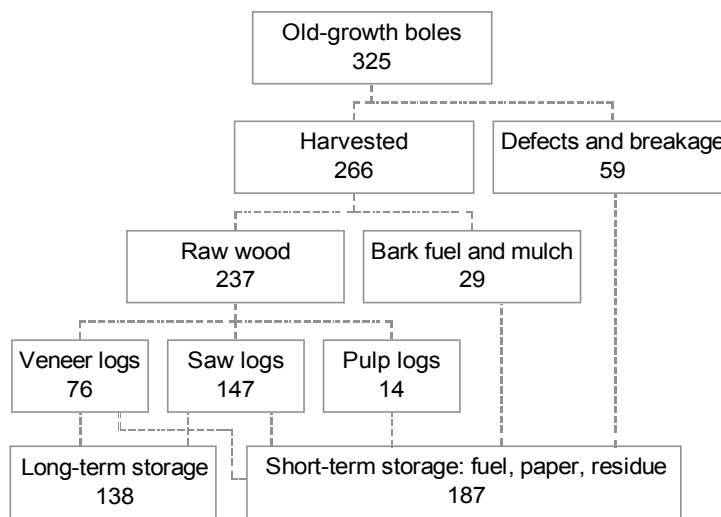 Old-growth boles
325
Harvested
266
Defects and breakage
59
Raw wood
237
Bark fuel and mulch
29
Veneer logs
76
Saw logs
147
Pulp logs
14
Long-term storage
138
Short-term storage: fuel, paper, residue
187